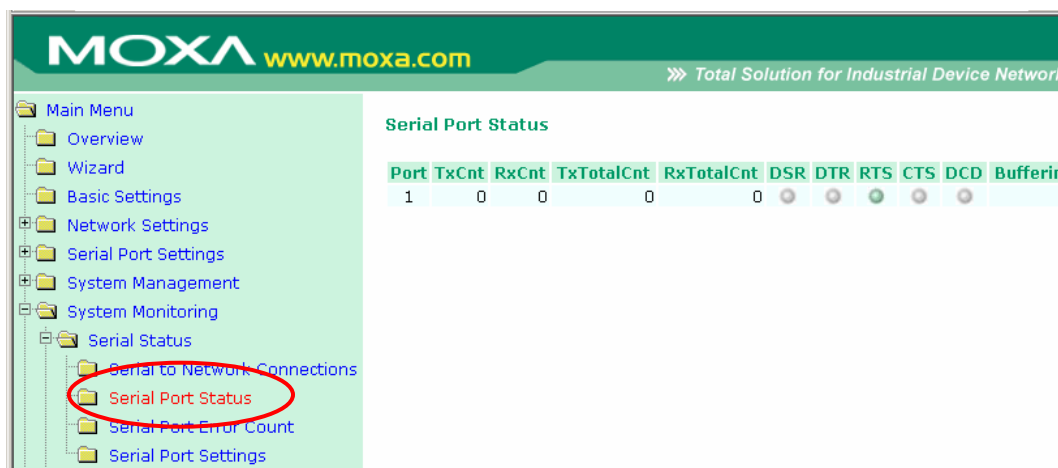 MOXA www.moxa.com
Total Solution for Industrial Device Networ
Main Menu
Overview
Wizard
Basic Settings
Network Settings
Serial Port Settings
System Management
System Monitoring
Serial Status
Serial to Network Connections
Serial Port Status
Serial Port Error Count
Serial Port Settings
Serial Port Status
Port TxCnt RxCnt TxTotalCnt RxTotalCnt DSR DTR RTS CTS DCD Bufferin
1 0 0 0 0